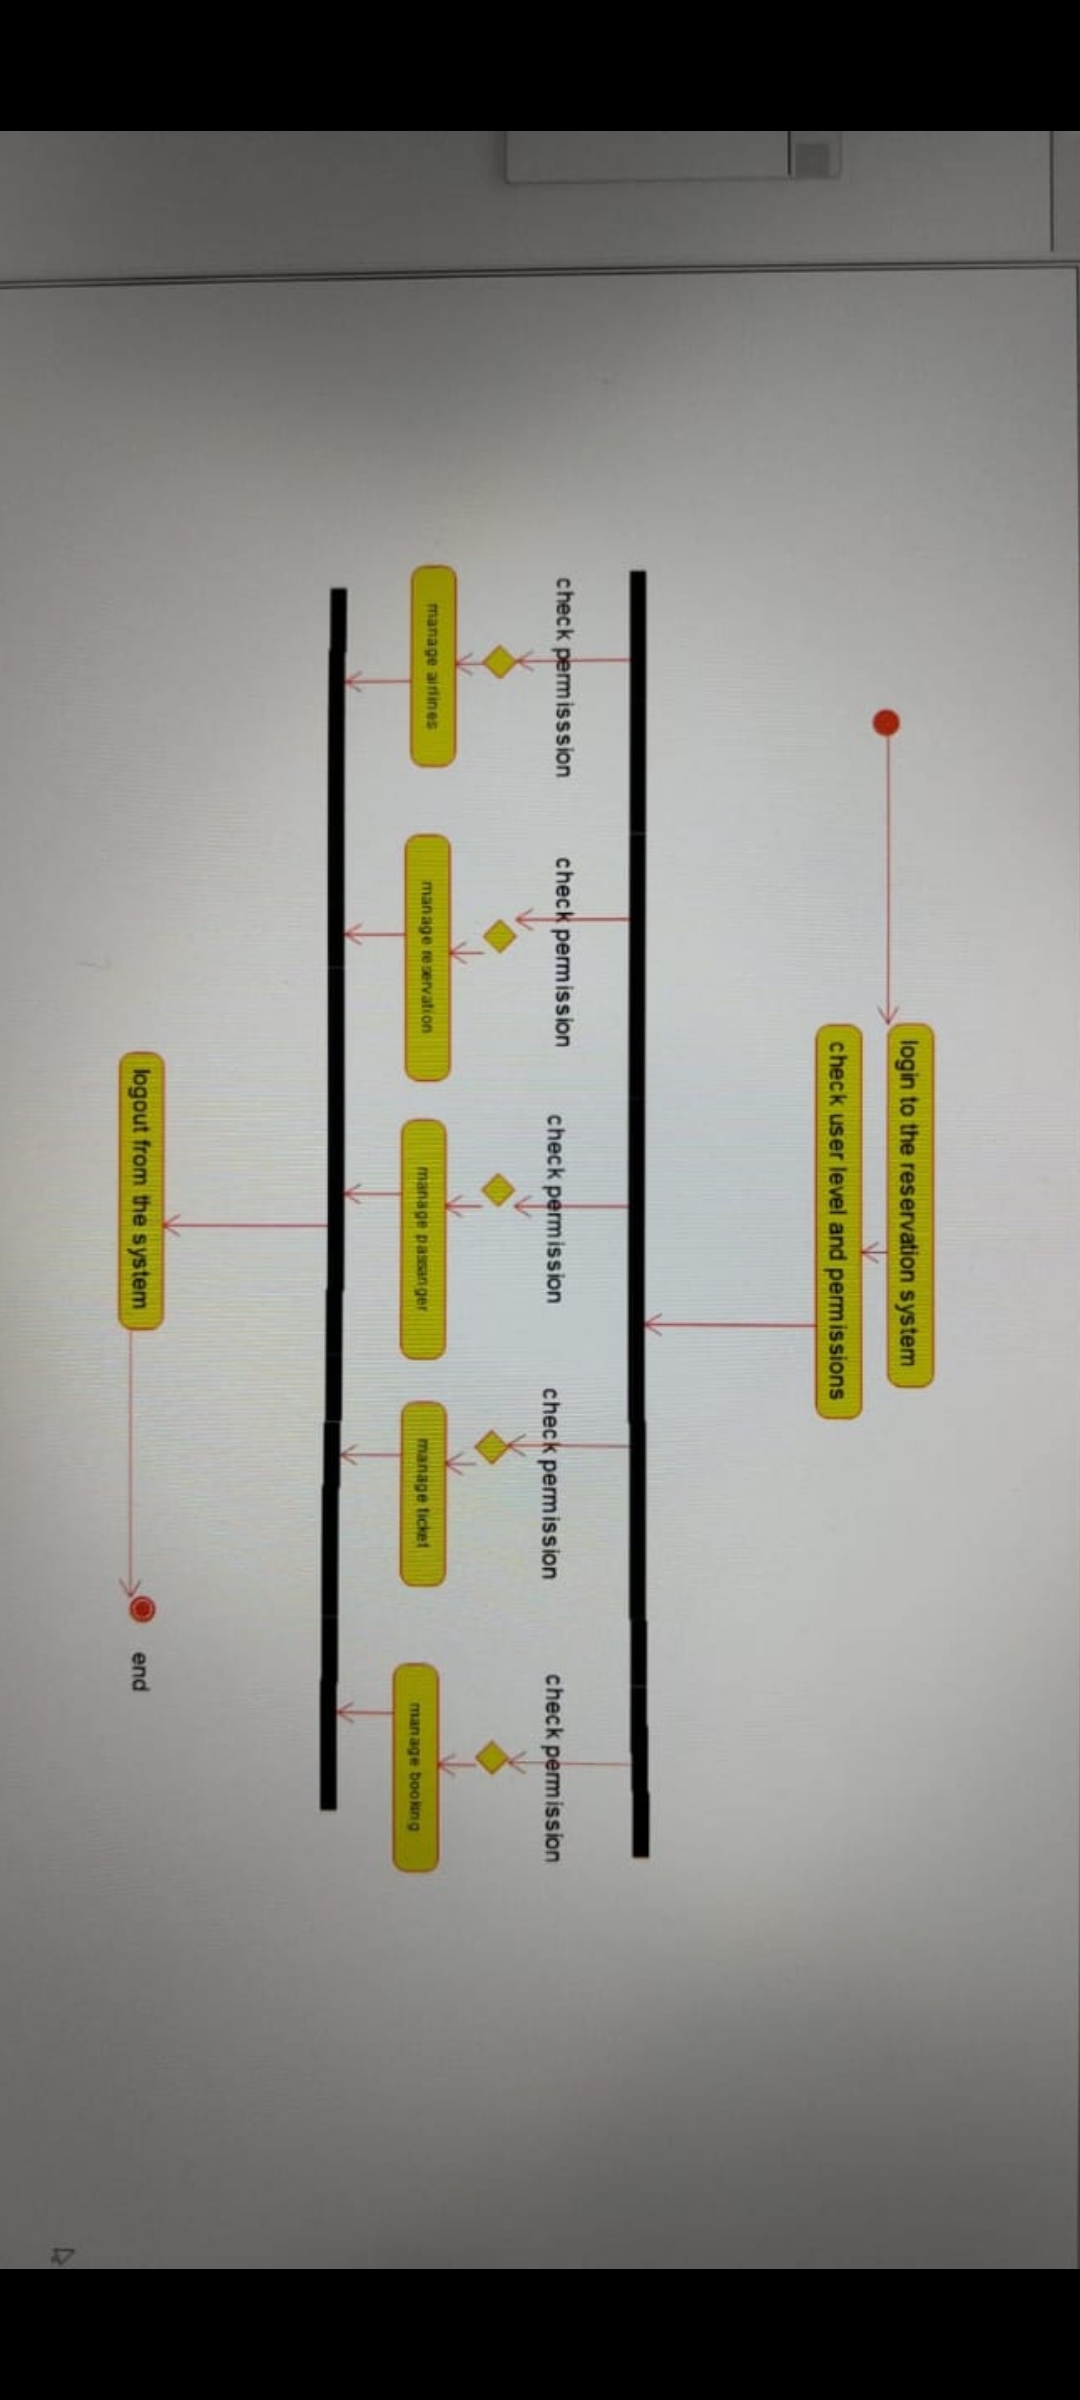 login to the reservation system
check user level and permissions
check permisssion
check permission
check permission
check permission
check permission
manage airlines
manage reservation
manage passanger
manage ticket
manage booking
logout from the system
end